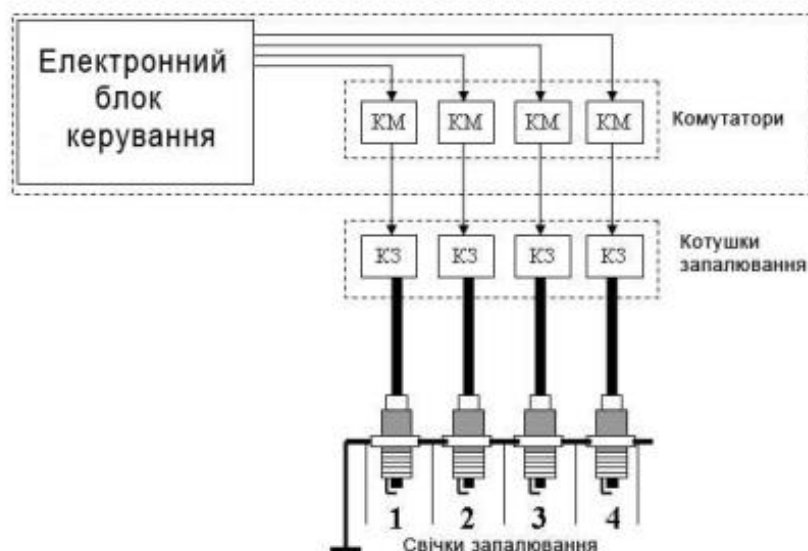 Електронний
блок
керування
КМ КМ КМ КМ
Комутатори
КЗ КЗ КЗ КЗ
Котушки
запалювання
1 2 3 4
Свічки запалювання